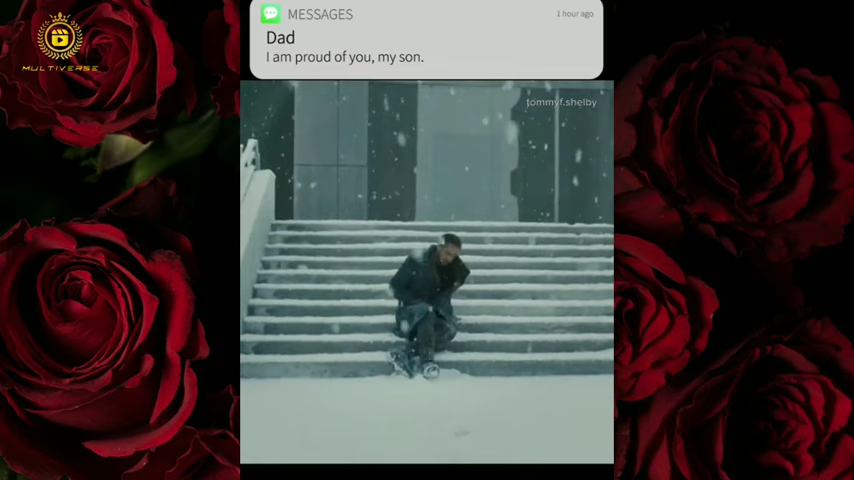 MESSAGES
1 hour ago
Dad
I am proud of you, my son.
MULTIVERSE
tommyf.shelby